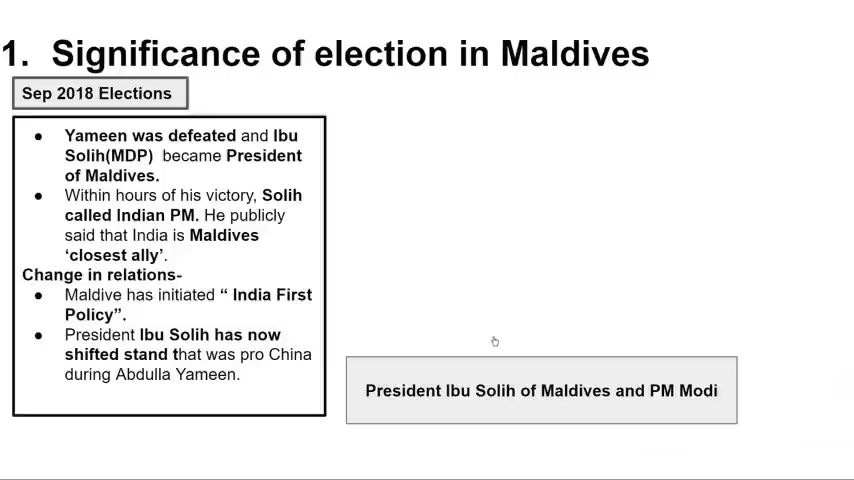 1. Significance of election in Maldives
Sep 2018 Elections
● Yameen was defeated and Ibu
Solih(MDP) became President
of Maldives.
● Within hours of his victory, Solih
called Indian PM. He publicly
said that India is Maldives
‘closest ally’.
Change in relations-
● Maldive has initiated “ India First
Policy”.
● President Ibu Solih has now
shifted stand that was pro China
during Abdulla Yameen.
President Ibu Solih of Maldives and PM Modi